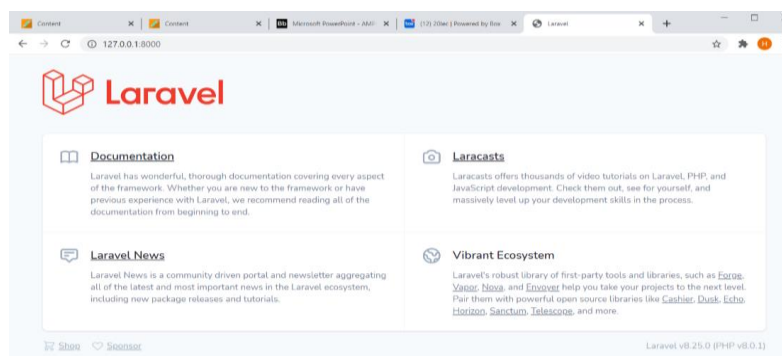 Content
Content
Microsoft PowerPoint - AMI
(12) 20lec | Powered by Box
Laravel
127.0.0.1:8000
H
Laravel
Documentation
Laravel has wonderful, thorough documentation covering every aspect
of the framework. Whether you are new to the framework or have
previous experience with Laravel, we recommend reading all of the
documentation from beginning to end.
Laracasts
Laracasts offers thousands of video tutorials on Laravel, PHP, and
JavaScript development. Check them out, see for yourself, and
massively level up your development skills in the process.
Laravel News
Laravel News is a community driven portal and newsletter aggregating
all of the latest and most important news in the Laravel ecosystem,
including new package releases and tutorials.
Vibrant Ecosystem
Laravel's robust library of first-party tools and libraries, such as Forge,
Vapor, Nova, and Envoyer help you take your projects to the next level.
Pair them with powerful open source libraries like Cashier, Dusk, Echo,
Horizon, Sanctum, Telescope, and more.
Shop
Sponsor
Laravel v8.25.0 (PHP v8.0.1)